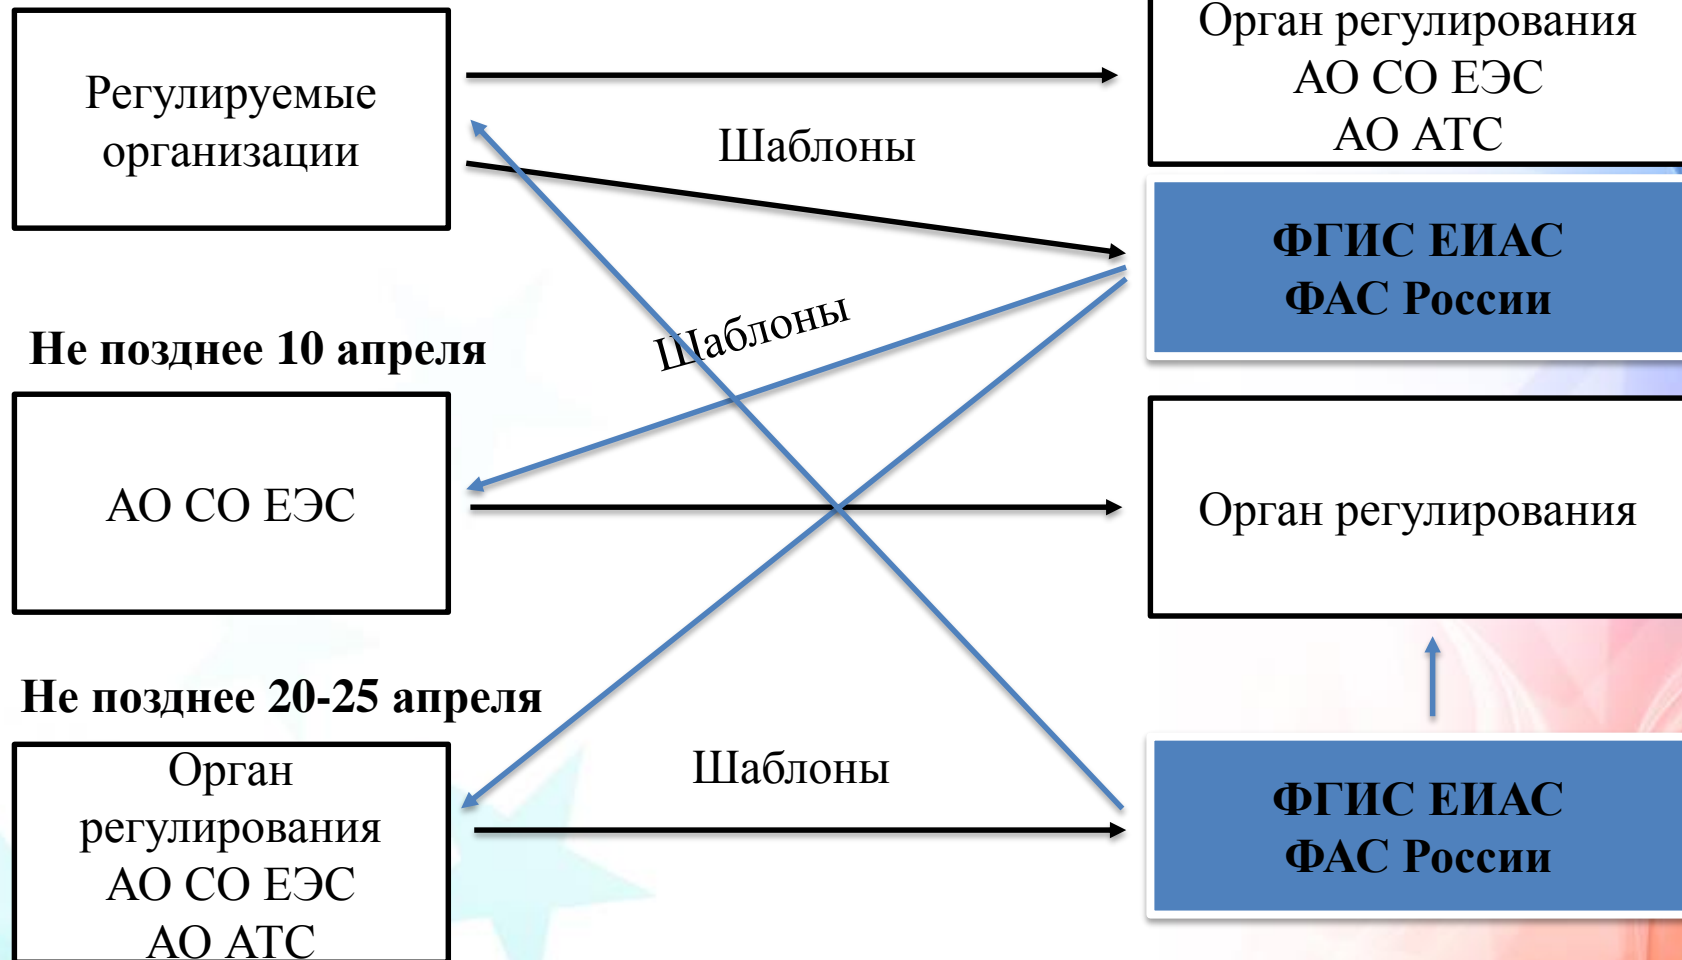 Регулируемые
организации
Орган регулирования
АО СО ЕЭС
АО АТС
Шаблоны
ФГИС ЕИАС
ФАС России
Шаблоны
Не позднее 10 апреля
АО СО ЕЭС
Орган регулирования
Не позднее 20-25 апреля
Орган
регулирования
АО СО ЕЭС
АО АТС
Шаблоны
ФГИС ЕИАС
ФАС России